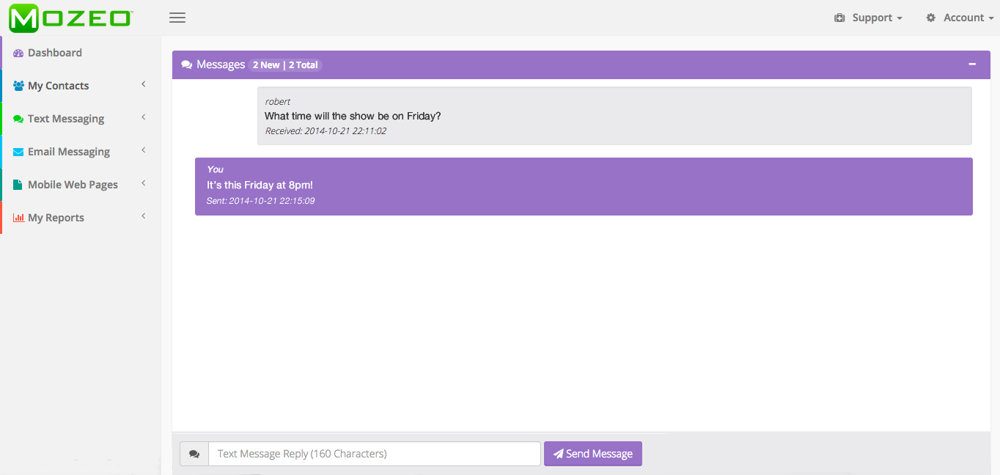 MOZEO
Support
Account
Dashboard
My Contacts
Text Messaging
Email Messaging
Mobile Web Pages
My Reports
Messages 2 New | 2 Total
robert
What time will the show be on Friday?
Received: 2014-10-21 22:11:02
You
It's this Friday at 8pm!
Sent: 2014-10-21 22:15:09
Text Message Reply (160 Characters)
Send Message